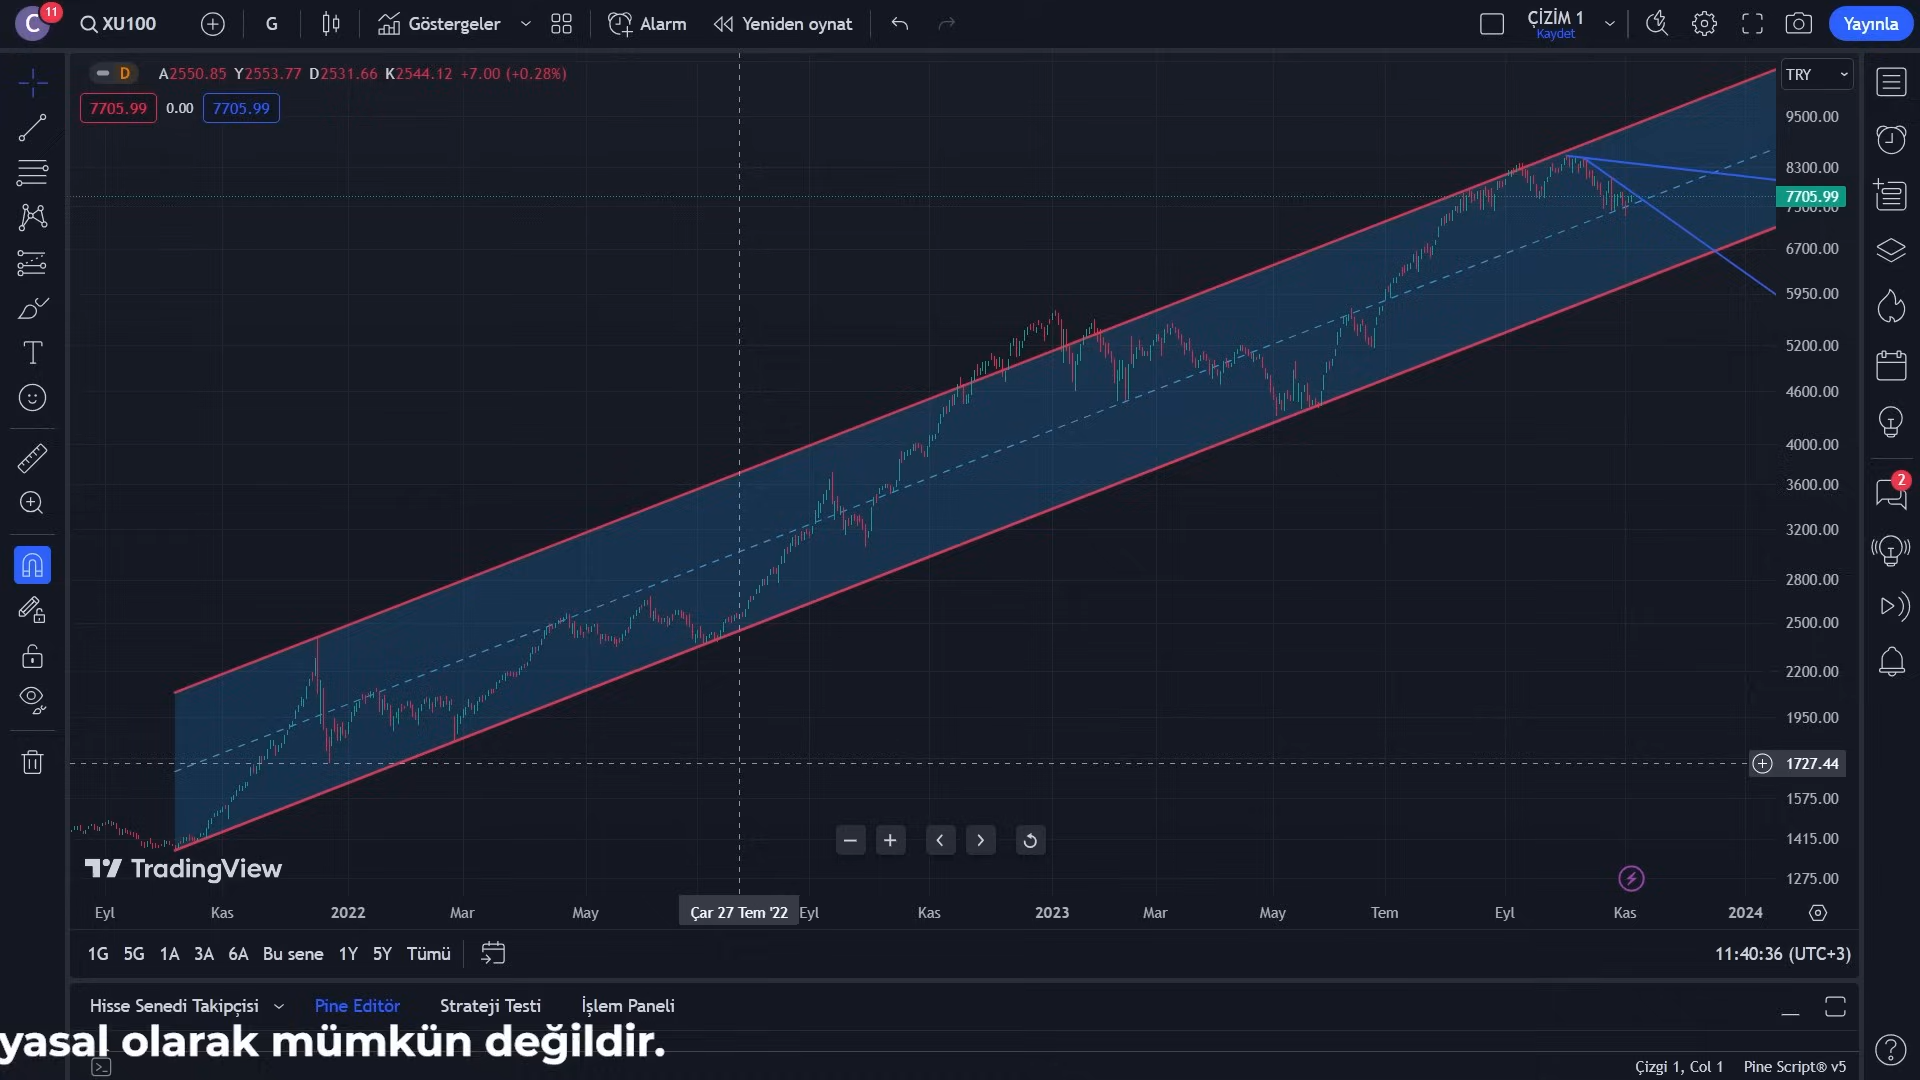 C 11 XU100 G Göstergeler Alarm Yeniden oynat ÇİZİM 1 Kaydet Yayınla
D A2550.85 Y2553.77 D2531.66 K2544.12 +7.00 (+0.28%)
TRY
7705.99 0.00 7705.99
9500.00
8300.00
7705.99
7500.00
6700.00
5950.00
5200.00
4600.00
4000.00
3600.00
3200.00
2800.00
2500.00
2200.00
1950.00
1727.44
1575.00
1415.00
1275.00
2
TradingView
Eyl Kas 2022 Mar May Çar 27 Tem '22 Eyl Kas 2023 Mar May Tem Eyl Kas 2024
1G 5G 1A 3A 6A Bu sene 1Y 5Y Tümü 11:40:36 (UTC+3)
Hisse Senedi Takipçisi Pine Editör Strateji Testi İşlem Paneli
yasal olarak mümkün değildir.
Çizgi 1, Col 1 Pine Script® v5